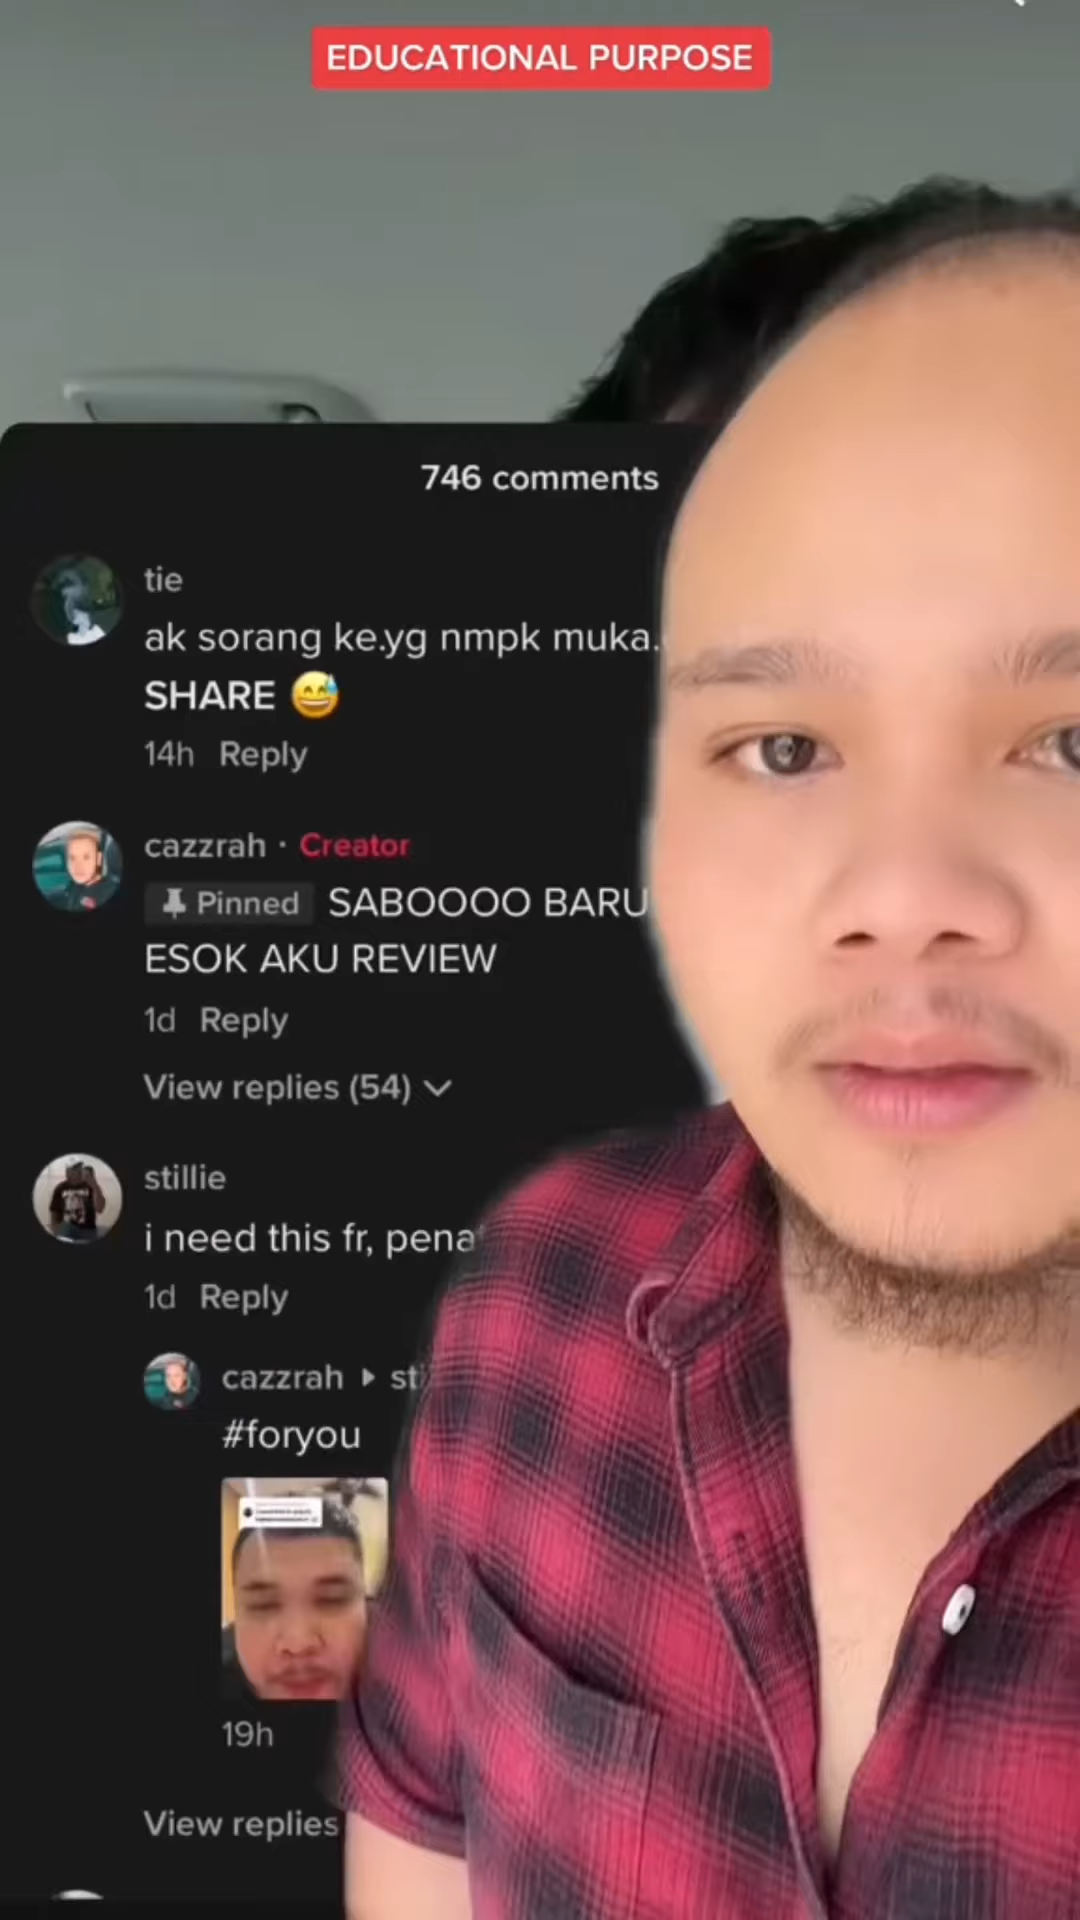 EDUCATIONAL PURPOSE
746 comments
tie
ak sorang ke.yg nmpk muka.
SHARE 😅
14h Reply
cazzrah · Creator
Pinned SABOOOO BARU
ESOK AKU REVIEW
1d Reply
View replies (54)
stillie
i need this fr,
1d Reply
cazzrah
#foryou
19h
View replies